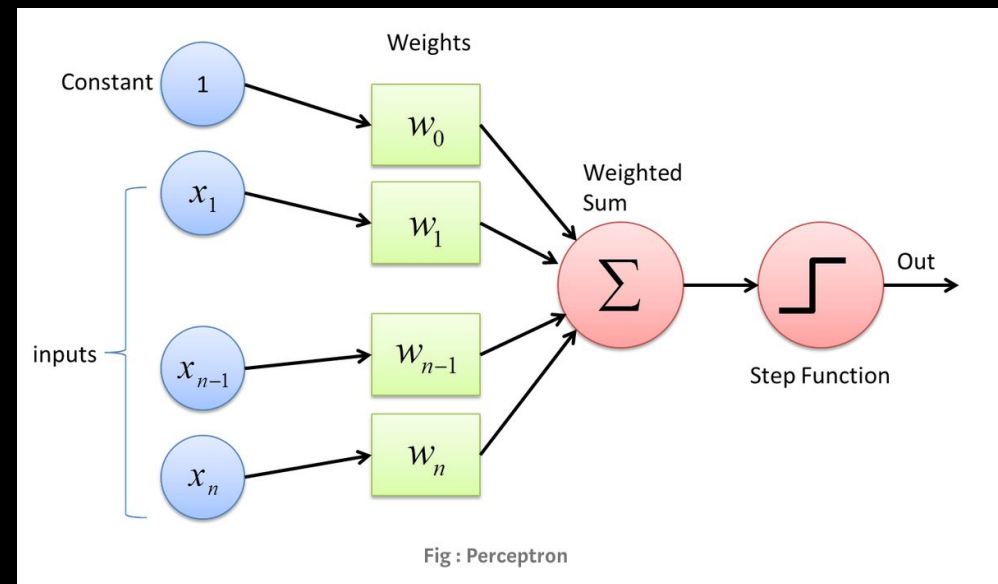 Weights
Constant
1
w₀
x₁
w₁
Weighted
Sum
Σ
Out
inputs
xₙ₋₁
wₙ₋₁
Step Function
xₙ
wₙ
Fig : Perceptron